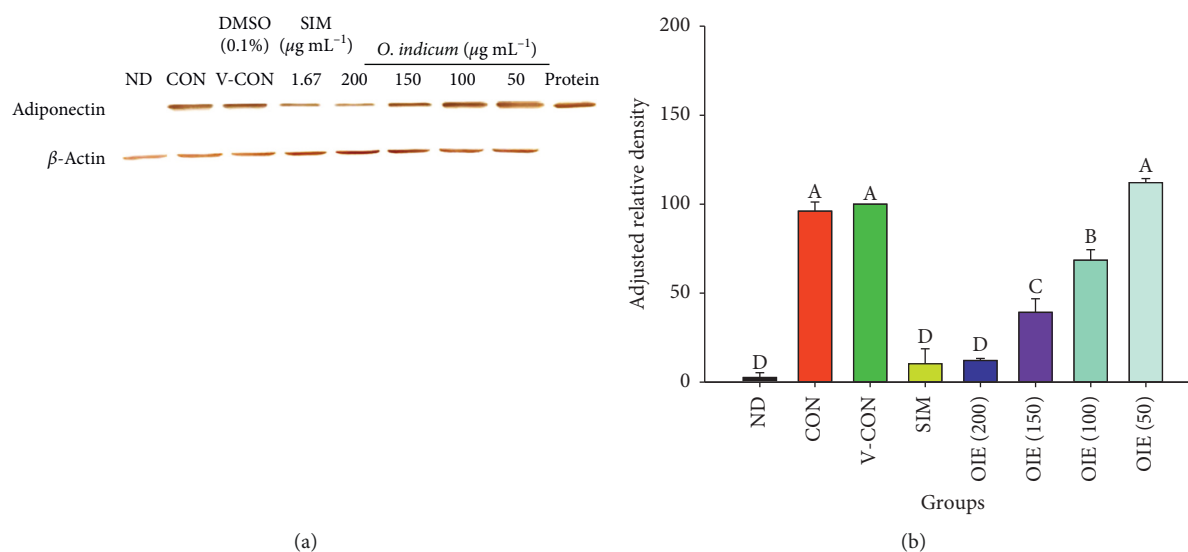 DMSO SIM
(0.1%) (µg mL⁻¹) O. indicum (µg mL⁻¹)
ND CON V-CON 1.67 200 150 100 50 Protein
Adiponectin
β-Actin
(a)
200
150
100
50
0
Adjusted relative density
D
A
A
D
D
C
B
A
ND
CON
V-CON
SIM
OIE (200)
OIE (150)
OIE (100)
OIE (50)
Groups
(b)